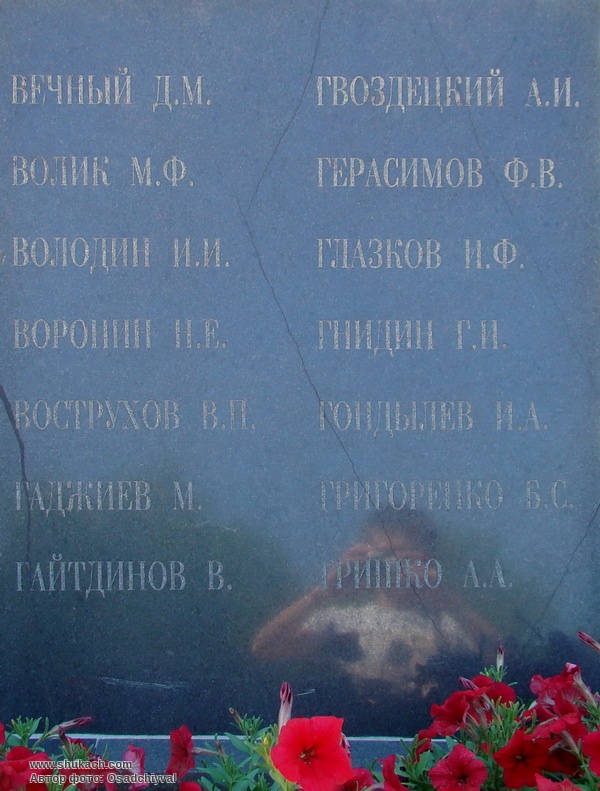 ВЕЧНЫЙ Д.М.
ВОЛИК М.Ф.
ВОЛОДИН И.И.
ВОРОНИН Н.Е.
ВОСТРУХОВ В.П.
ГАДЖИЕВ М.
ГАЙТДИНОВ В.
ГВОЗДЕЦКИЙ А.И.
ГЕРАСИМОВ Ф.В.
ГЛАЗКОВ И.Ф.
ГНИДИН Г.И.
ГОНДЫЛЕВ И.А.
ГРИГОРЕНКО Б.С.
ГРИШКО А.А.
www.shukach.com
Автор фото: Osadchiyval